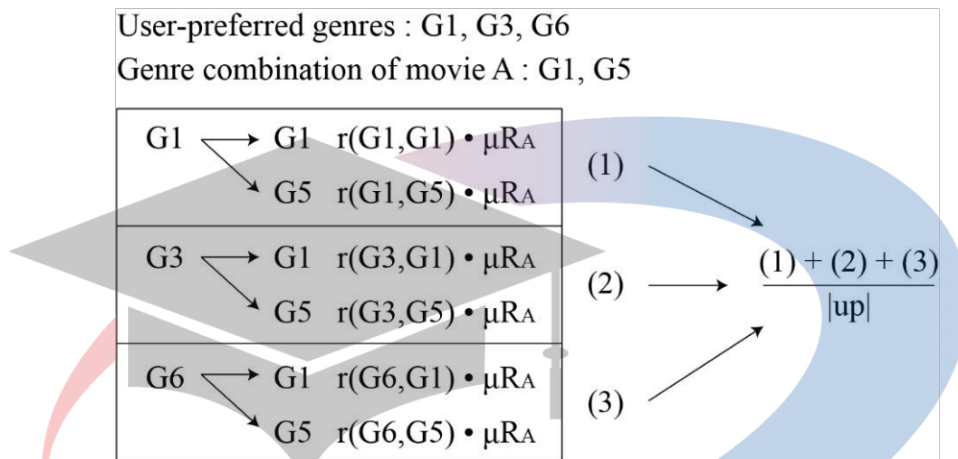 User-preferred genres : G1, G3, G6
Genre combination of movie A : G1, G5
G1 G1 r(G1,G1) • μRA
(1)
G5 r(G1,G5) • μRA
G3 G1 r(G3,G1) • μRA
(1) + (2) + (3)
(2)
G5 r(G3,G5) • μRA
|up|
G6 G1 r(G6,G1) • μRA
(3)
G5 r(G6,G5) • μRA